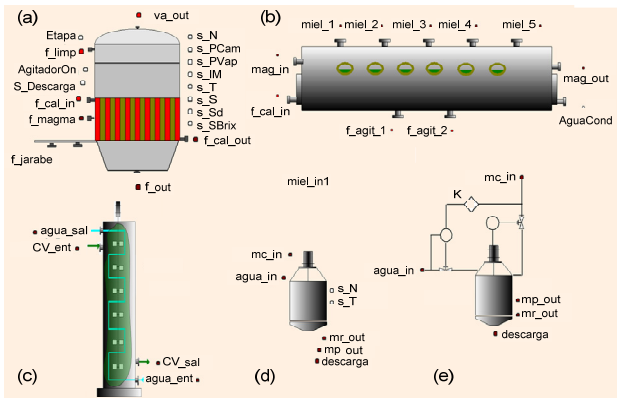 (a)
va_out
Etapa
f_limp
AgitadorOn
S_Descarga
f_cal_in
f_magma
f_jarabe
s_N
s_PCam
s_PVap
s_IM
s_T
s_S
s_Sd
s_SBrix
f_cal_out
f_out
(b)
miel_1
miel_2
miel_3
miel_4
miel_5
mag_in
mag_out
f_cal_in
AguaCond
f_agit_1
f_agit_2
miel_in1
agua_sal
CV_ent
CV_sal
agua_ent
(c)
mc_in
agua_in
s_N
s_T
mr_out
mp_out
descarga
(d)
mc_in
K
agua_in
mp_out
mr_out
descarga
(e)